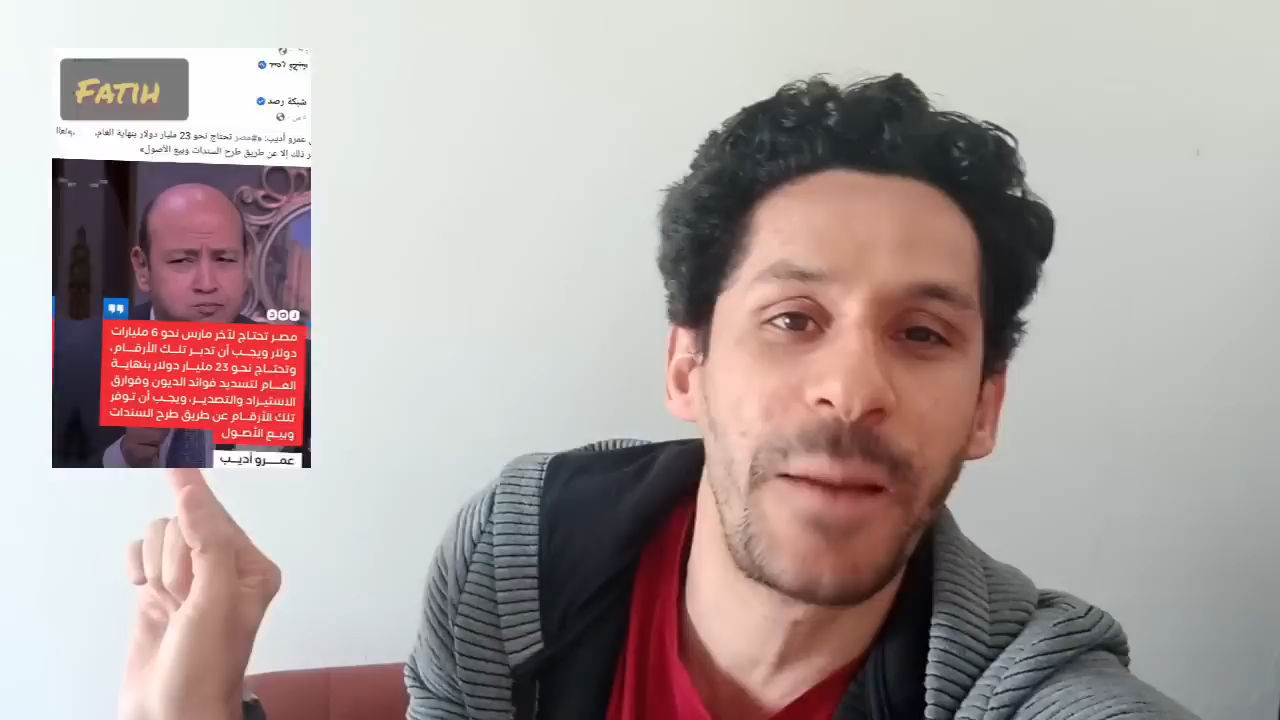 FATIH
شبكة رصد
عمرو أديب: «#مصر تحتاج نحو 23 مليار دولار بنهاية العام،
ذلك إلا عن طريق طرح السندات وبيع الأصول»
مصر تحتاج لآخر مارس نحو 6 مليارات
دولار ويجب أن تدبر تلك الأرقام،
وتحتاج نحو 23 مليار دولار بنهاية
العام لتسديد فوائد الديون وفوارق
الاستيراد والتصدير، ويجب أن توفر
تلك الأرقام عن طريق طرح السندات
وبيع الأصول
عمرو أديب